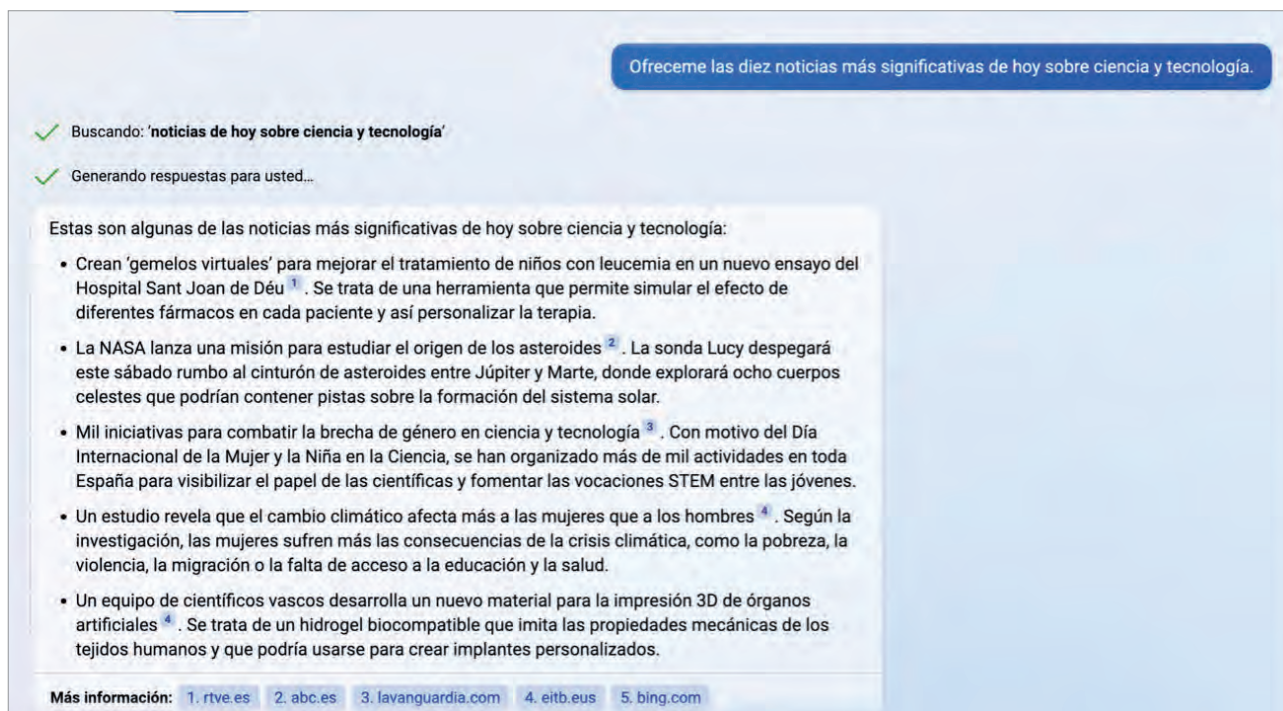 Ofreceme las diez noticias más significativas de hoy sobre ciencia y tecnología.
Buscando: 'noticias de hoy sobre ciencia y tecnología'
Generando respuestas para usted...
Estas son algunas de las noticias más significativas de hoy sobre ciencia y tecnología:
• Crean 'gemelos virtuales' para mejorar el tratamiento de niños con leucemia en un nuevo ensayo del
Hospital Sant Joan de Déu 1 . Se trata de una herramienta que permite simular el efecto de
diferentes fármacos en cada paciente y así personalizar la terapia.
• La NASA lanza una misión para estudiar el origen de los asteroides 2 . La sonda Lucy despegará
este sábado rumbo al cinturón de asteroides entre Júpiter y Marte, donde explorará ocho cuerpos
celestes que podrían contener pistas sobre la formación del sistema solar.
• Mil iniciativas para combatir la brecha de género en ciencia y tecnología 3 . Con motivo del Día
Internacional de la Mujer y la Niña en la Ciencia, se han organizado más de mil actividades en toda
España para visibilizar el papel de las científicas y fomentar las vocaciones STEM entre las jóvenes.
• Un estudio revela que el cambio climático afecta más a las mujeres que a los hombres 4 . Según la
investigación, las mujeres sufren más las consecuencias de la crisis climática, como la pobreza, la
violencia, la migración o la falta de acceso a la educación y la salud.
• Un equipo de científicos vascos desarrolla un nuevo material para la impresión 3D de órganos
artificiales 4 . Se trata de un hidrogel biocompatible que imita las propiedades mecánicas de los
tejidos humanos y que podría usarse para crear implantes personalizados.
Más información: 1. rtve.es 2. abc.es 3. lavanguardia.com 4. eitb.eus 5. bing.com